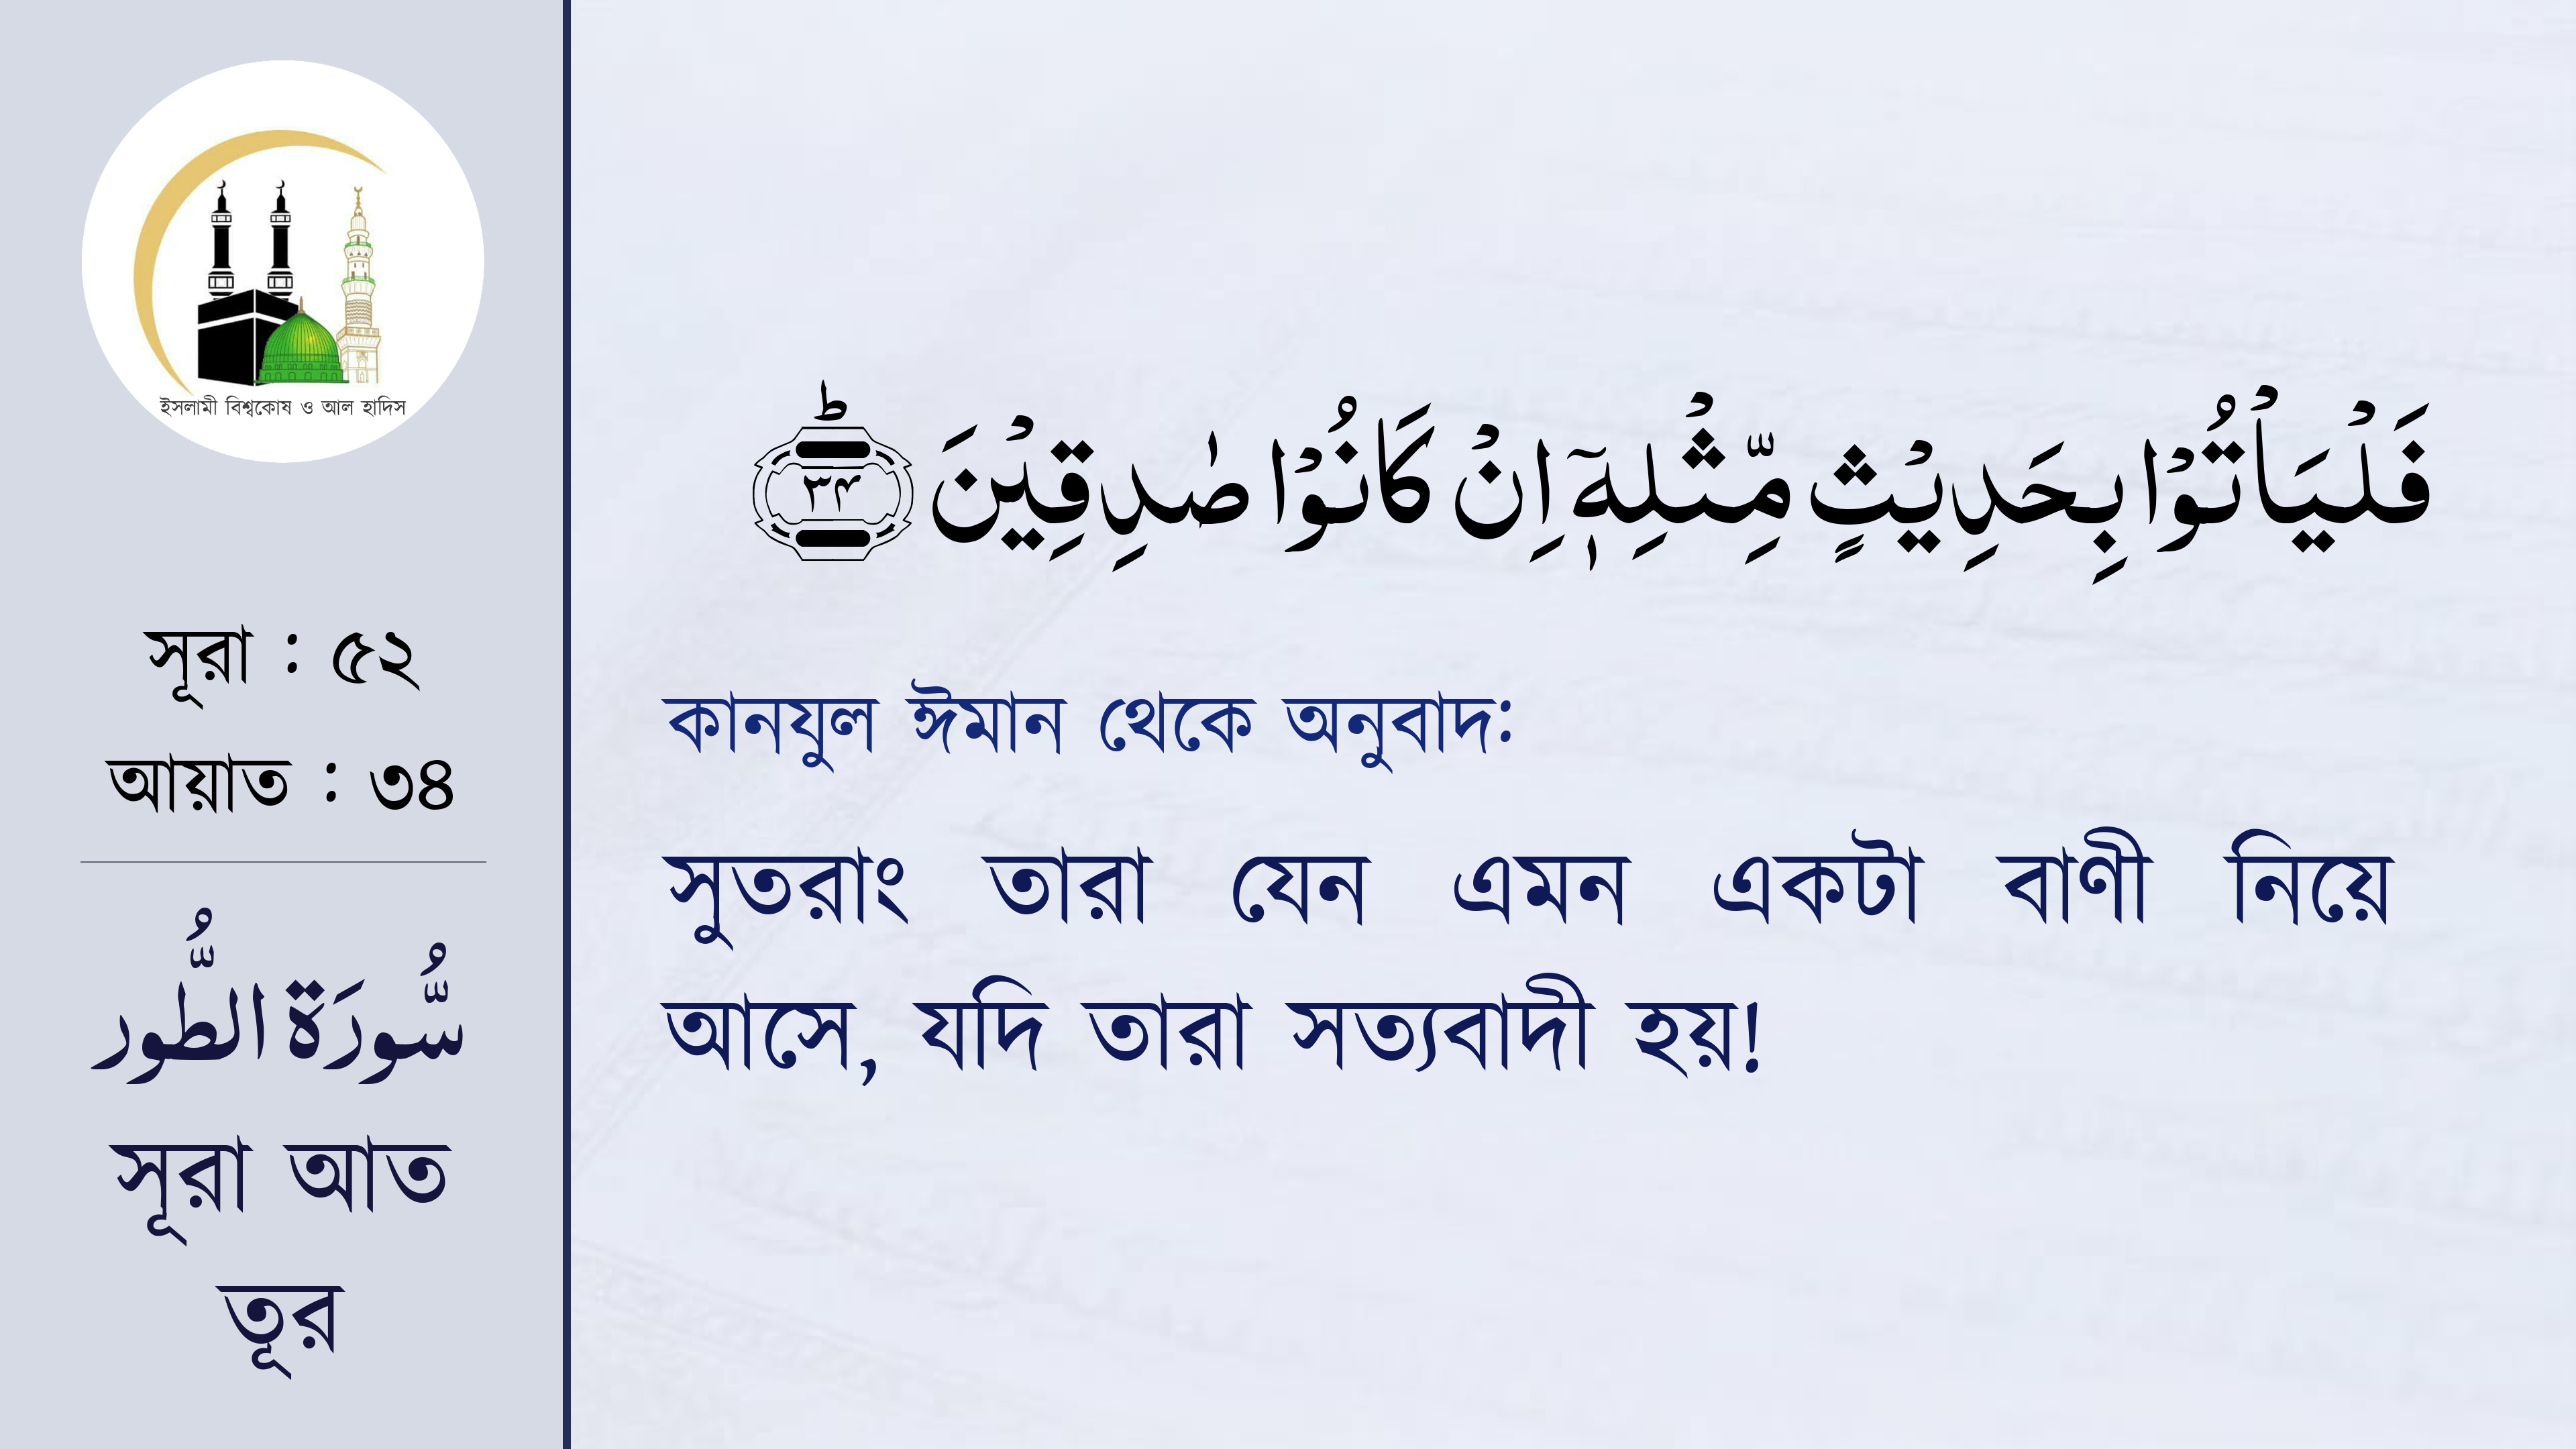 ইসলামী বিশ্বকোষ ও আল হাদিস
সূরা : ৫২
আয়াত : ৩৪
سُّورَة الطُّور
সূরা আত
তূর
فَلْيَاْتُوْا بِحَدِيْثٍ مِّثْلِهٖۤ اِنْ كَانُوْا صٰدِقِيْنَؕ ۳۴
কানযুল ঈমান থেকে অনুবাদ:
সুতরাং তারা যেন এমন একটা বাণী নিয়ে
আসে, যদি তারা সত্যবাদী হয়!